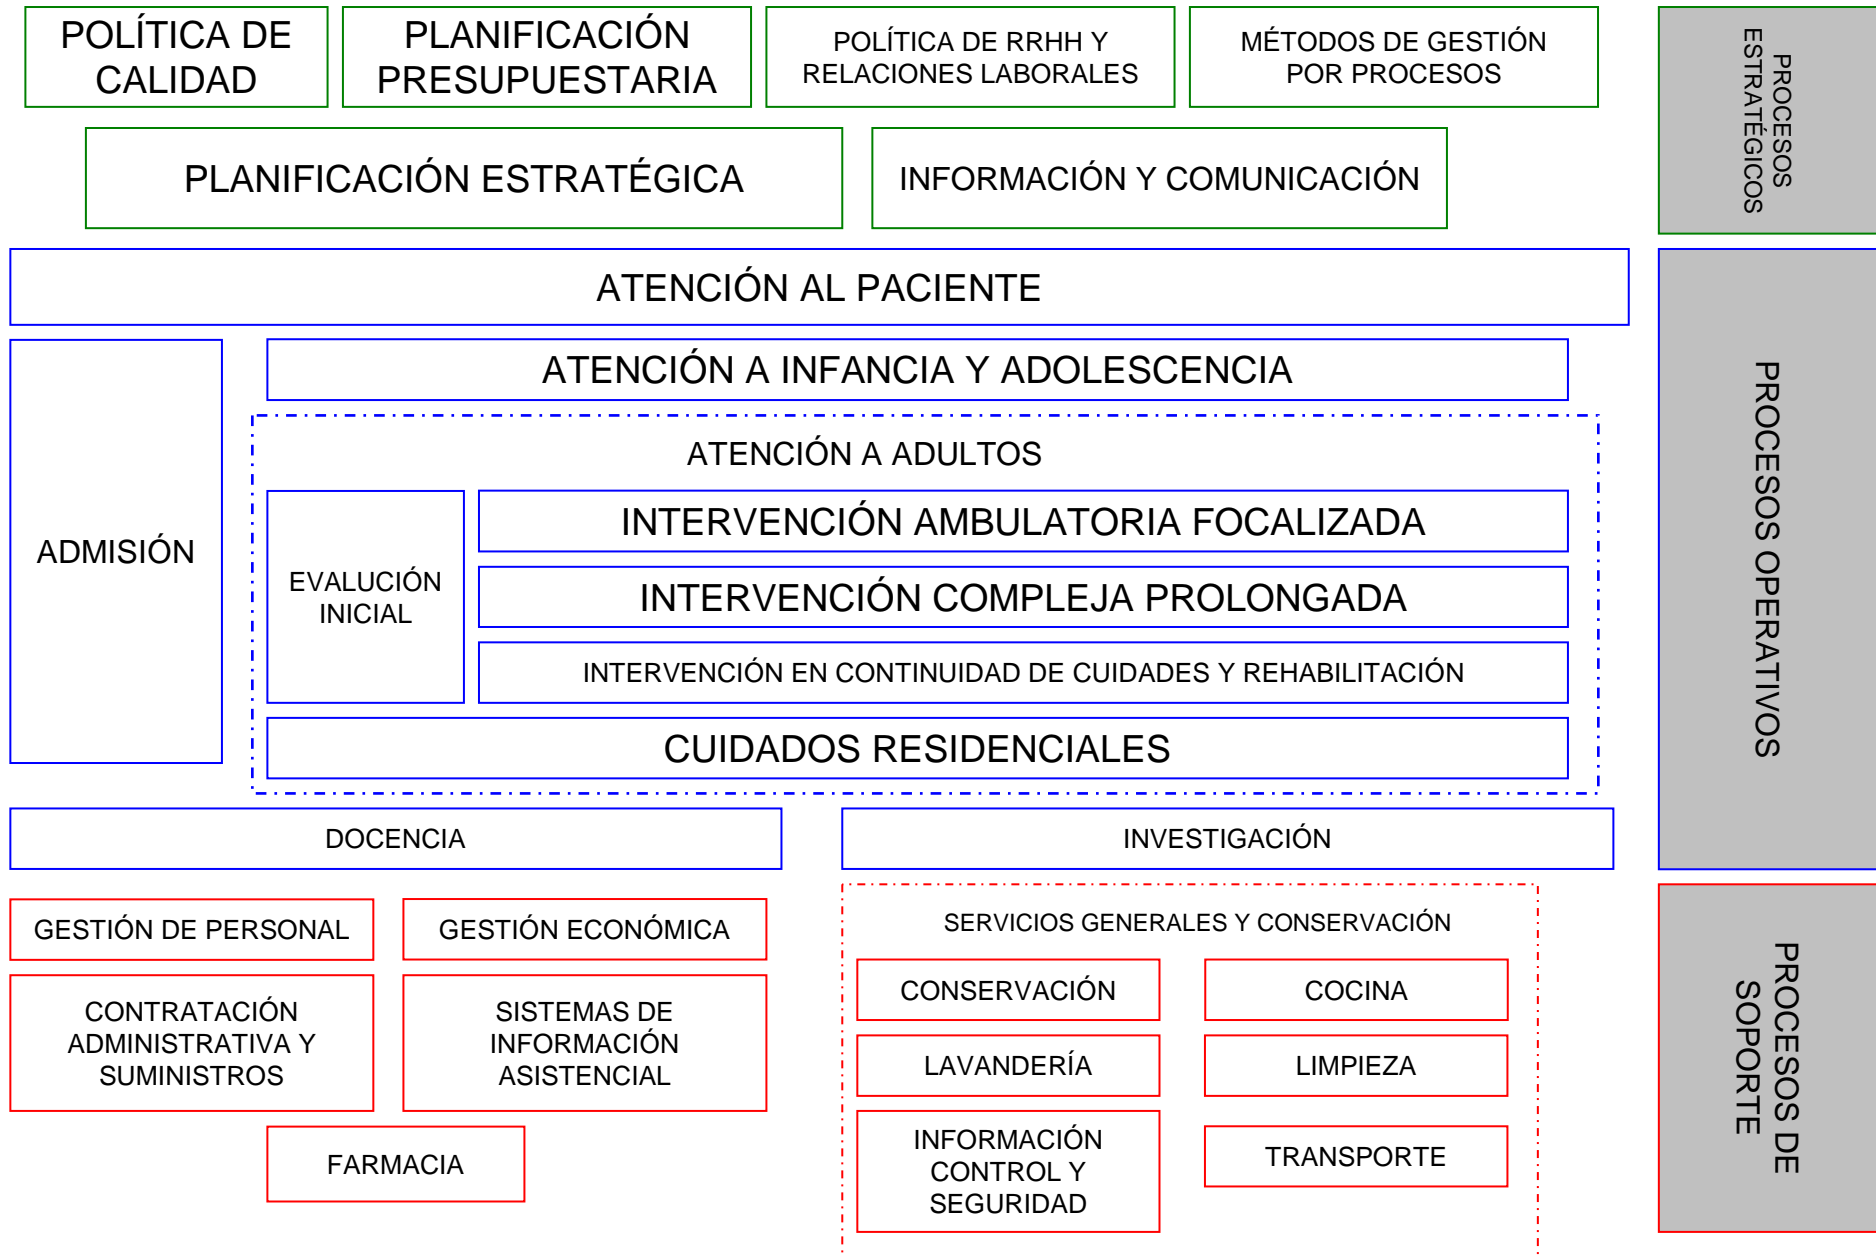 POLÍTICA DE
CALIDAD
PLANIFICACIÓN
PRESUPUESTARIA
POLÍTICA DE RRHH Y
RELACIONES LABORALES
MÉTODOS DE GESTIÓN
POR PROCESOS
PROCESOS
ESTRATÉGICOS
PLANIFICACIÓN ESTRATÉGICA
INFORMACIÓN Y COMUNICACIÓN
ATENCIÓN AL PACIENTE
PROCESOS OPERATIVOS
ADMISIÓN
ATENCIÓN A INFANCIA Y ADOLESCENCIA
ATENCIÓN A ADULTOS
EVALUCIÓN
INICIAL
INTERVENCIÓN AMBULATORIA FOCALIZADA
INTERVENCIÓN COMPLEJA PROLONGADA
INTERVENCIÓN EN CONTINUIDAD DE CUIDADES Y REHABILITACIÓN
CUIDADOS RESIDENCIALES
DOCENCIA
INVESTIGACIÓN
GESTIÓN DE PERSONAL
GESTIÓN ECONÓMICA
CONTRATACIÓN
ADMINISTRATIVA Y
SUMINISTROS
SISTEMAS DE
INFORMACIÓN
ASISTENCIAL
FARMACIA
SERVICIOS GENERALES Y CONSERVACIÓN
CONSERVACIÓN
COCINA
LAVANDERÍA
LIMPIEZA
INFORMACIÓN
CONTROL Y
SEGURIDAD
TRANSPORTE
PROCESOS DE
SOPORTE